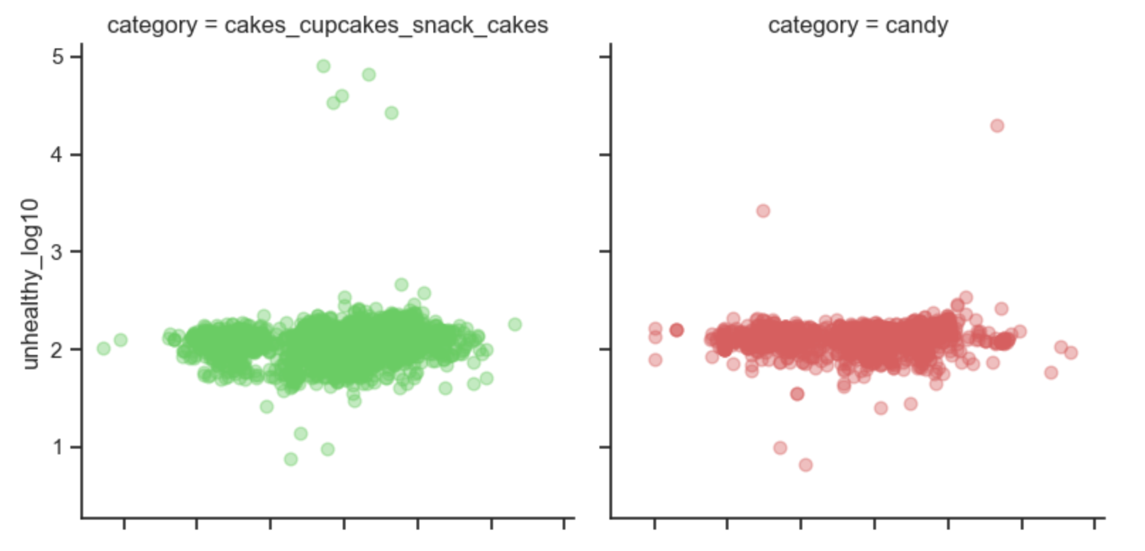 category = cakes_cupcakes_snack_cakes
category = candy
5
4
3
2
1
unhealthy_log10